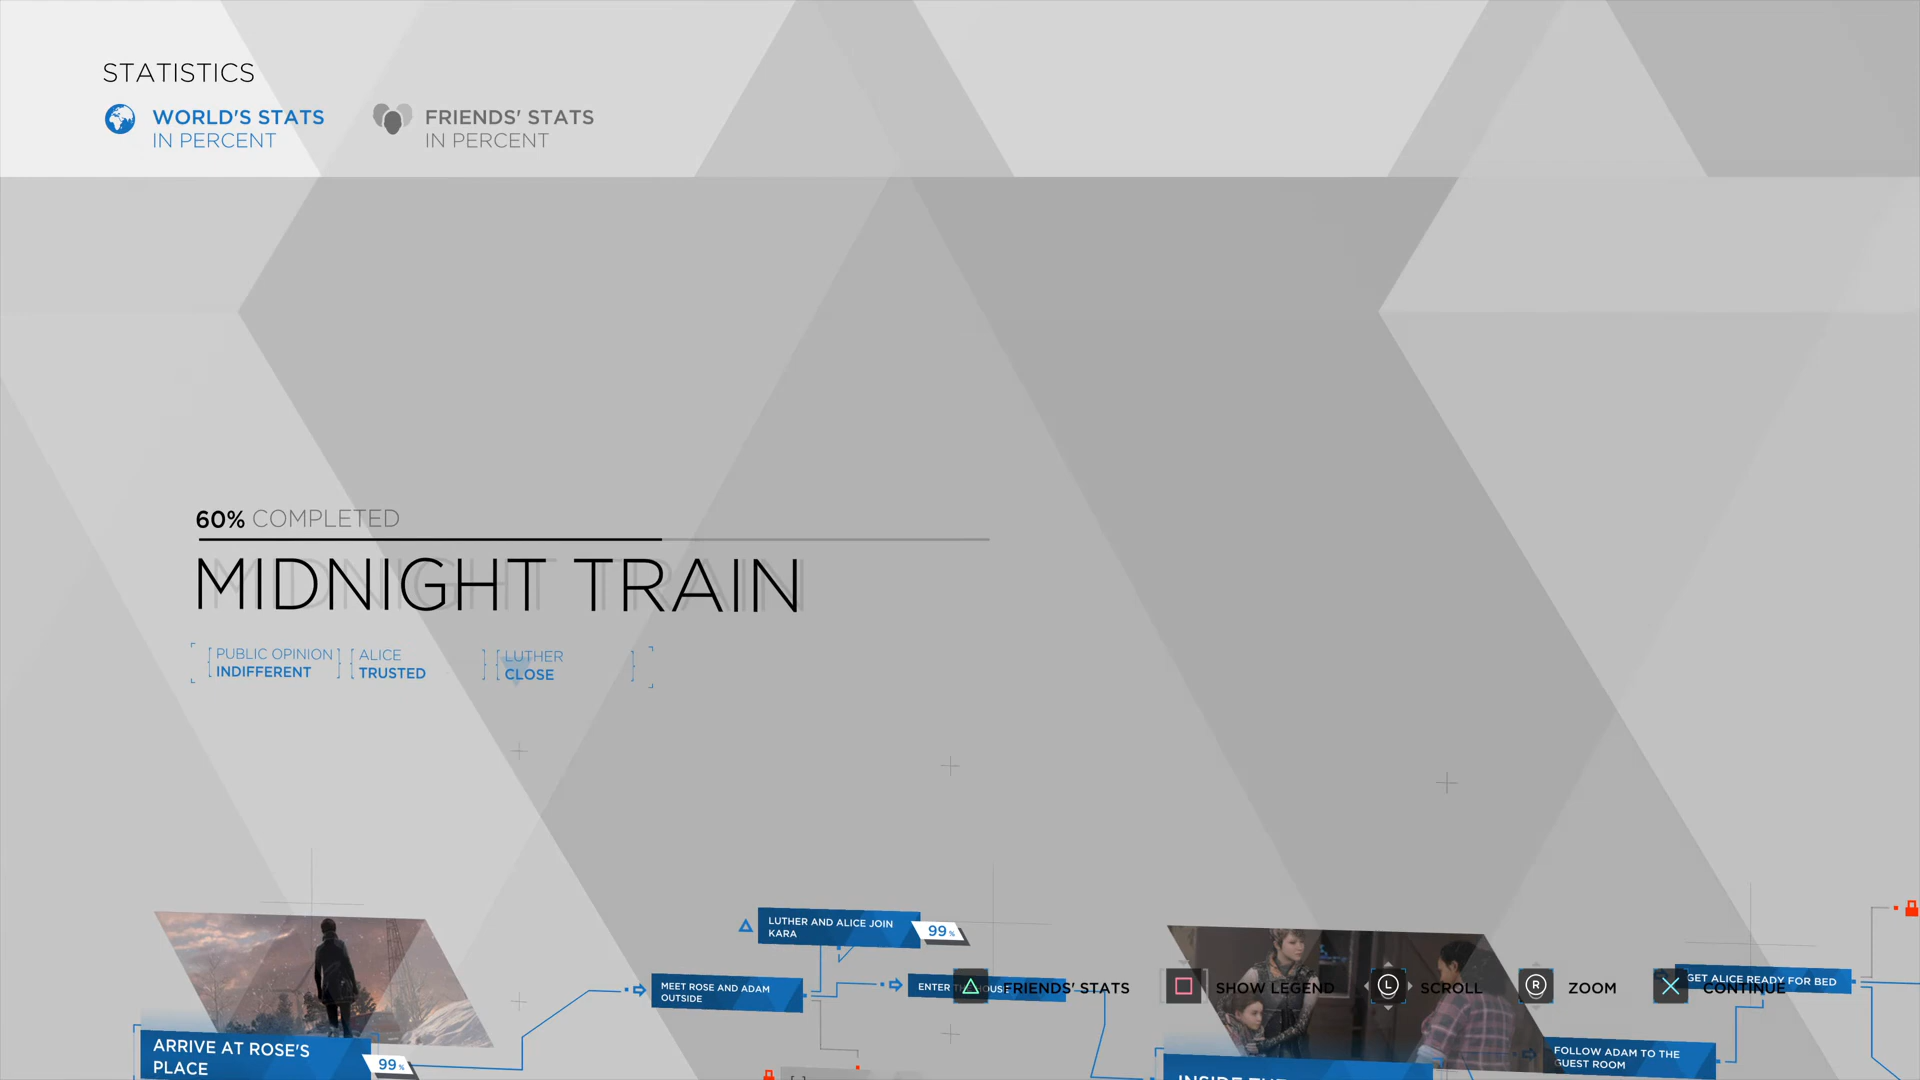 STATISTICS
WORLD'S STATS
IN PERCENT
FRIENDS' STATS
IN PERCENT
60% COMPLETED
MIDNIGHT TRAIN
PUBLIC OPINION
INDIFFERENT
ALICE
TRUSTED
LUTHER
CLOSE
LUTHER AND ALICE JOIN
KARA
99%
MEET ROSE AND ADAM
OUTSIDE
ENTER
FRIENDS' STATS
SHOW LEGEND
L
SCROLL
R
ZOOM
CONTINUE
GET ALICE READY FOR BED
ARRIVE AT ROSE'S
PLACE
99%
FOLLOW ADAM TO THE
GUEST ROOM